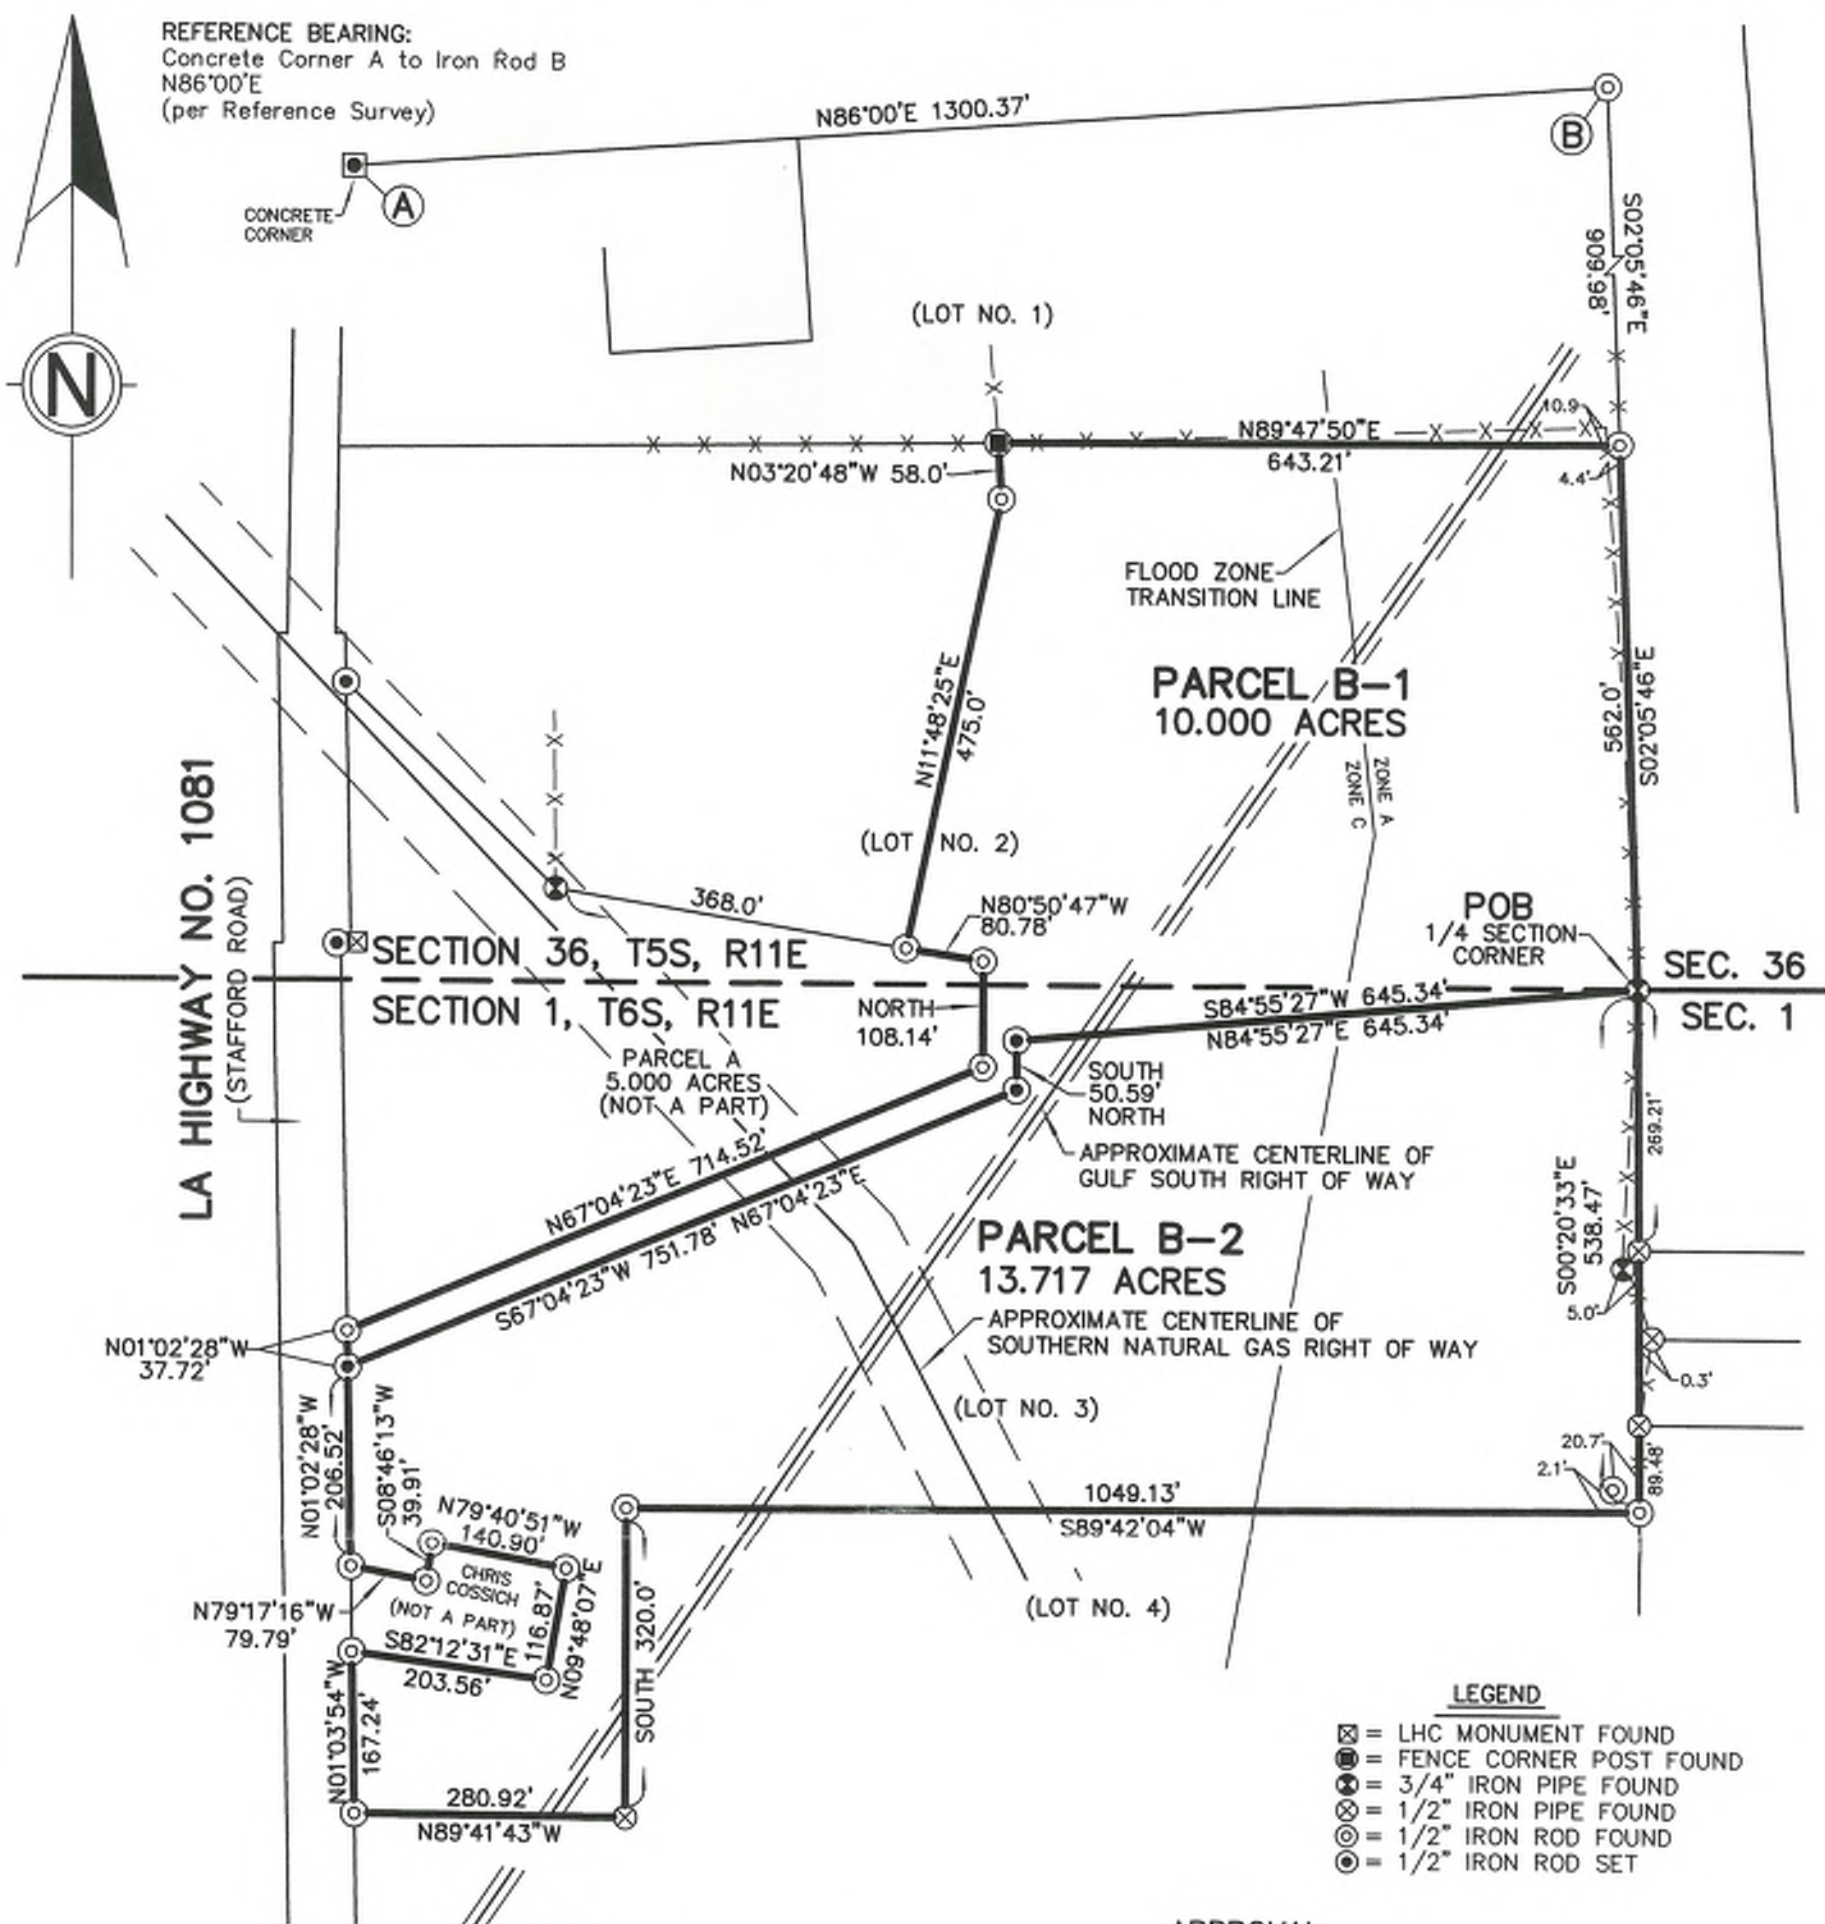 REFERENCE BEARING:
Concrete Corner A to Iron Rod B
N86°00'E
(per Reference Survey)
N86°00'E 1300.37'
B
A
CONCRETE
CORNER
S02°05'46"E
909.98'
N
(LOT NO. 1)
10.9
N89°47'50"E
643.21'
4.4'
N03°20'48"W 58.0'
FLOOD ZONE
TRANSITION LINE
N11°48'25"E
475.0'
PARCEL B-1
10.000 ACRES
562.0'
S02°05'46"E
ZONE A
ZONE C
LA HIGHWAY NO. 1081
(STAFFORD ROAD)
(LOT NO. 2)
368.0'
N80°50'47"W
80.78'
POB
1/4 SECTION
CORNER
SECTION 36, T5S, R11E
SEC. 36
SECTION 1, T6S, R11E
SEC. 1
NORTH
108.14'
S84°55'27"W 645.34'
N84°55'27"E 645.34'
PARCEL A
5.000 ACRES
(NOT A PART)
SOUTH
50.59'
NORTH
269.21'
APPROXIMATE CENTERLINE OF
GULF SOUTH RIGHT OF WAY
N67°04'23"E 714.52'
S67°04'23"W 751.78' N67°04'23"E
S00°20'33"E
538.47'
PARCEL B-2
13.717 ACRES
5.0'
APPROXIMATE CENTERLINE OF
SOUTHERN NATURAL GAS RIGHT OF WAY
N01°02'28"W
37.72'
0.3'
(LOT NO. 3)
N01°02'28"W
206.52'
S08°46'13"W
39.91'
20.7'
2.1'
89.48'
N79°40'51"W
140.90'
1049.13'
S89°42'04"W
CHRIS
COSSICH
(NOT A PART)
116.87'
N09°48'07"E
N79°17'16"W
79.79'
(LOT NO. 4)
S82°12'31"E
203.56'
SOUTH 320.0'
N01°03'54"W
167.24'
280.92'
N89°41'43"W
LEGEND
= LHC MONUMENT FOUND
= FENCE CORNER POST FOUND
= 3/4" IRON PIPE FOUND
= 1/2" IRON PIPE FOUND
= 1/2" IRON ROD FOUND
= 1/2" IRON ROD SET